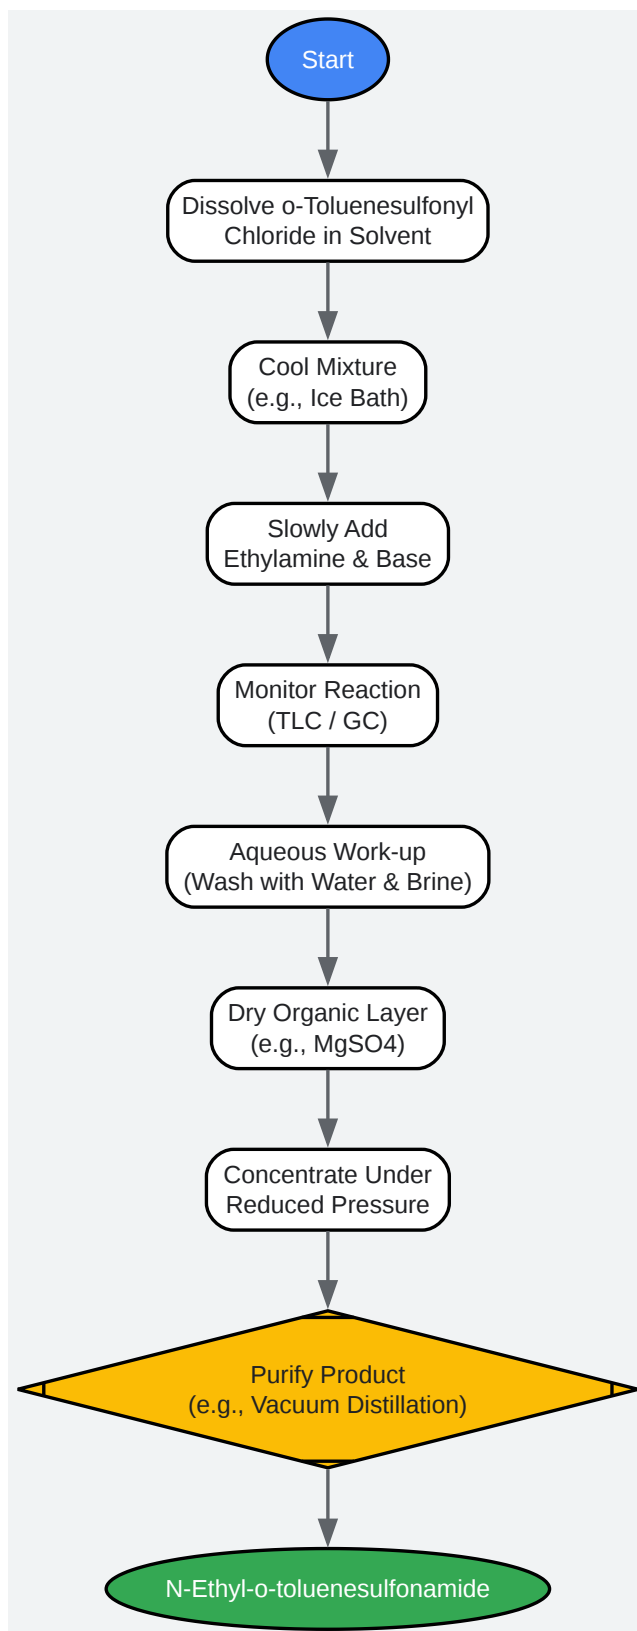 Start
Dissolve o-Toluenesulfonyl
Chloride in Solvent
Cool Mixture
(e.g., Ice Bath)
Slowly Add
Ethylamine & Base
Monitor Reaction
(TLC / GC)
Aqueous Work-up
(Wash with Water & Brine)
Dry Organic Layer
(e.g., MgSO4)
Concentrate Under
Reduced Pressure
Purify Product
(e.g., Vacuum Distillation)
N-Ethyl-o-toluenesulfonamide